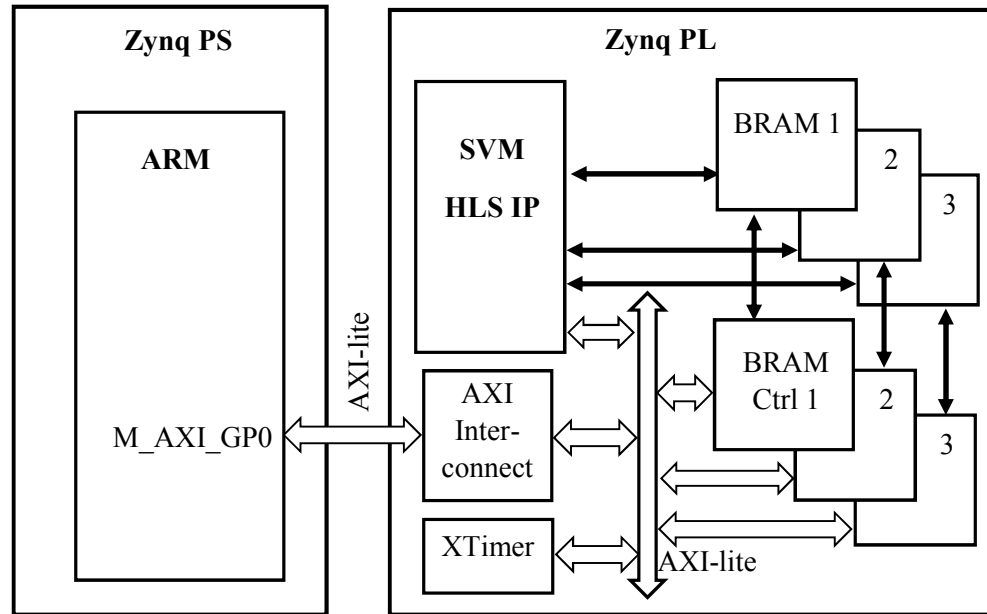 Zynq PS
ARM
M_AXI_GP0
AXI-lite
Zynq PL
SVM
HLS IP
BRAM 1
2
3
BRAM
Ctrl 1
2
3
AXI
Inter-
connect
XTimer
AXI-lite